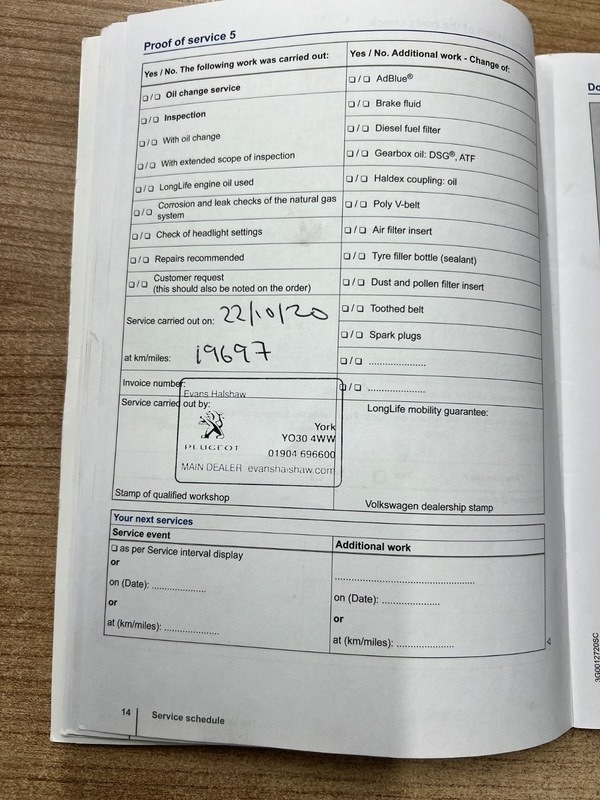 Proof of service 5
Yes / No. The following work was carried out:
❑ / ❑ Oil change service
❑ / ❑ Inspection
❑ / ❑ With oil change
❑ / ❑ With extended scope of inspection
❑ / ❑ LongLife engine oil used
❑ / ❑ Corrosion and leak checks of the natural gas
system
❑ / ❑ Check of headlight settings
❑ / ❑ Repairs recommended
❑ / ❑ Customer request
(this should also be noted on the order)
Service carried out on: 22/10/20
at km/miles: 19697
Invoice number:
Evans Halshaw
Service carried out by:
York
YO30 4WW
PEUGEOT
01904 696600
MAIN DEALER evanshalshaw.com
Stamp of qualified workshop
Yes / No. Additional work - Change of:
❑ / ❑ AdBlue®
❑ / ❑ Brake fluid
❑ / ❑ Diesel fuel filter
❑ / ❑ Gearbox oil: DSG®, ATF
❑ / ❑ Haldex coupling: oil
❑ / ❑ Poly V-belt
❑ / ❑ Air filter insert
❑ / ❑ Tyre filler bottle (sealant)
❑ / ❑ Dust and pollen filter insert
❑ / ❑ Toothed belt
❑ / ❑ Spark plugs
❑ / ❑ ......................
❑ / ❑ ......................
LongLife mobility guarantee:
Volkswagen dealership stamp
Your next services
Service event
❑ as per Service interval display
or
on (Date): .....................
or
at (km/miles): .....................
Additional work
.....................................................
on (Date): .....................
or
at (km/miles): .....................
14 Service schedule
Do
3G0012720SC